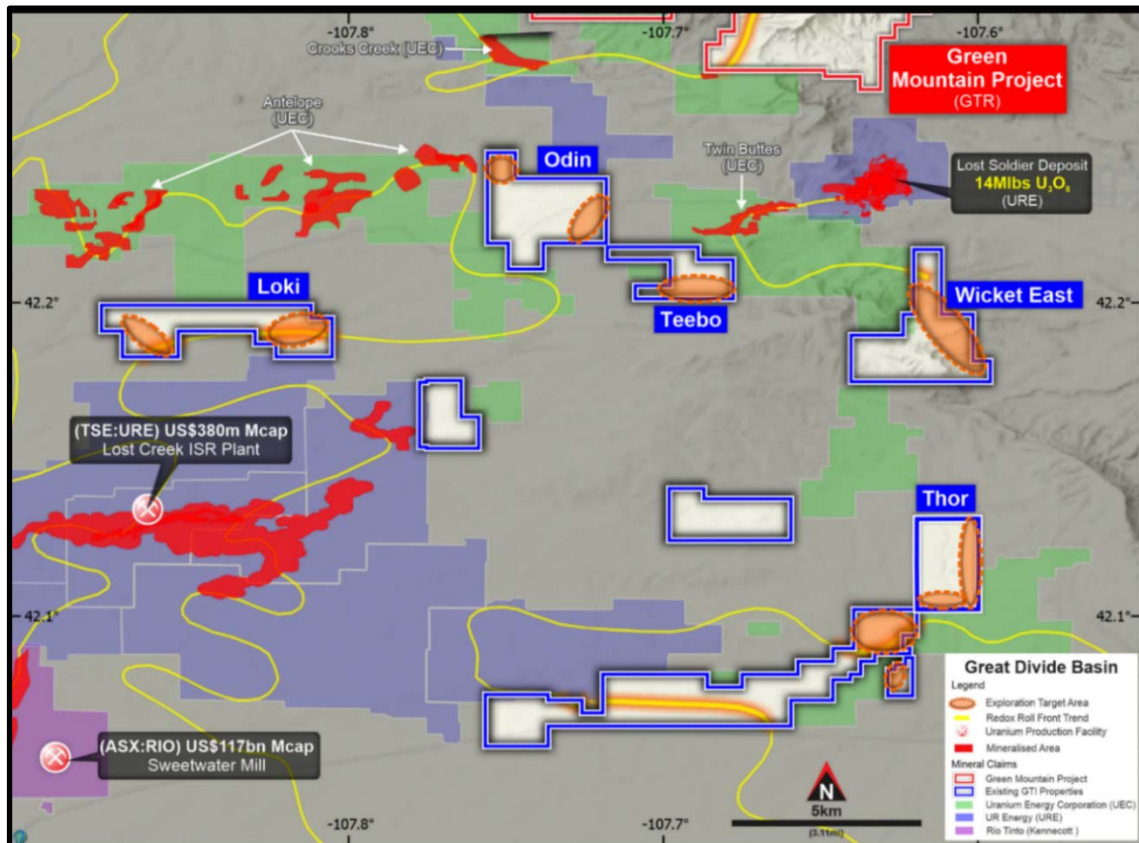 -107.8°
-107.7°
-107.6°
Crooks Creek (UEC)
Green
Mountain Project
(GTR)
Antelope
(UEC)
Odin
Twin Buttes
(UEC)
Lost Soldier Deposit
14Mlbs U₃O₈
(URE)
42.2°
Loki
Teebo
Wicket East
42.2°
(TSE:URE) US$380m Mcap
Lost Creek ISR Plant
Thor
42.1°
42.1°
(ASX:RIO) US$117bn Mcap
Sweetwater Mill
N
5km
(3.11mi)
-107.8°
-107.7°
Great Divide Basin
Legend
Exploration Target Area
Redox Roll Front Trend
Uranium Production Facility
Mineralised Area
Mineral Claims
Green Mountain Project
Existing GTI Properties
Uranium Energy Corporation (UEC)
UR Energy (URE)
Rio Tinto (Kennecott )